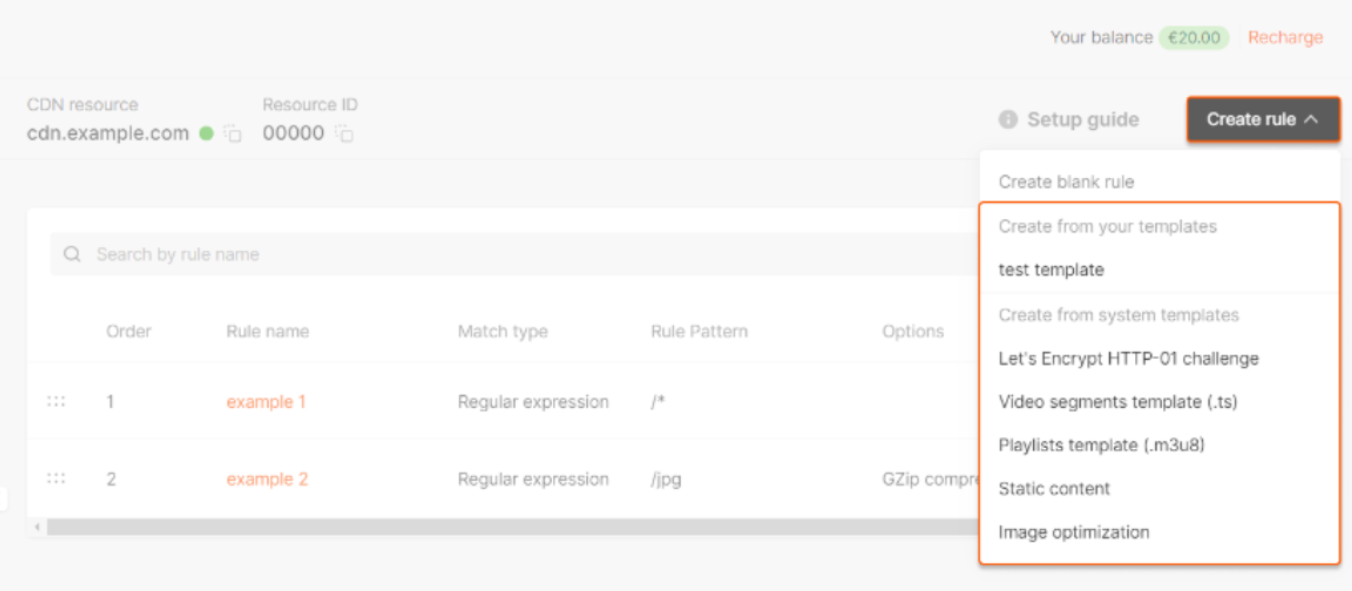 Your balance €20.00 Recharge
CDN resource Resource ID
cdn.example.com 00000 Setup guide Create rule
Create blank rule
Create from your templates
Search by rule name
test template
Create from system templates
Order Rule name Match type Rule Pattern Options
Let's Encrypt HTTP-01 challenge
1 example 1 Regular expression /*
Video segments template (.ts)
Playlists template (.m3u8)
2 example 2 Regular expression /jpg GZip compre
Static content
Image optimization